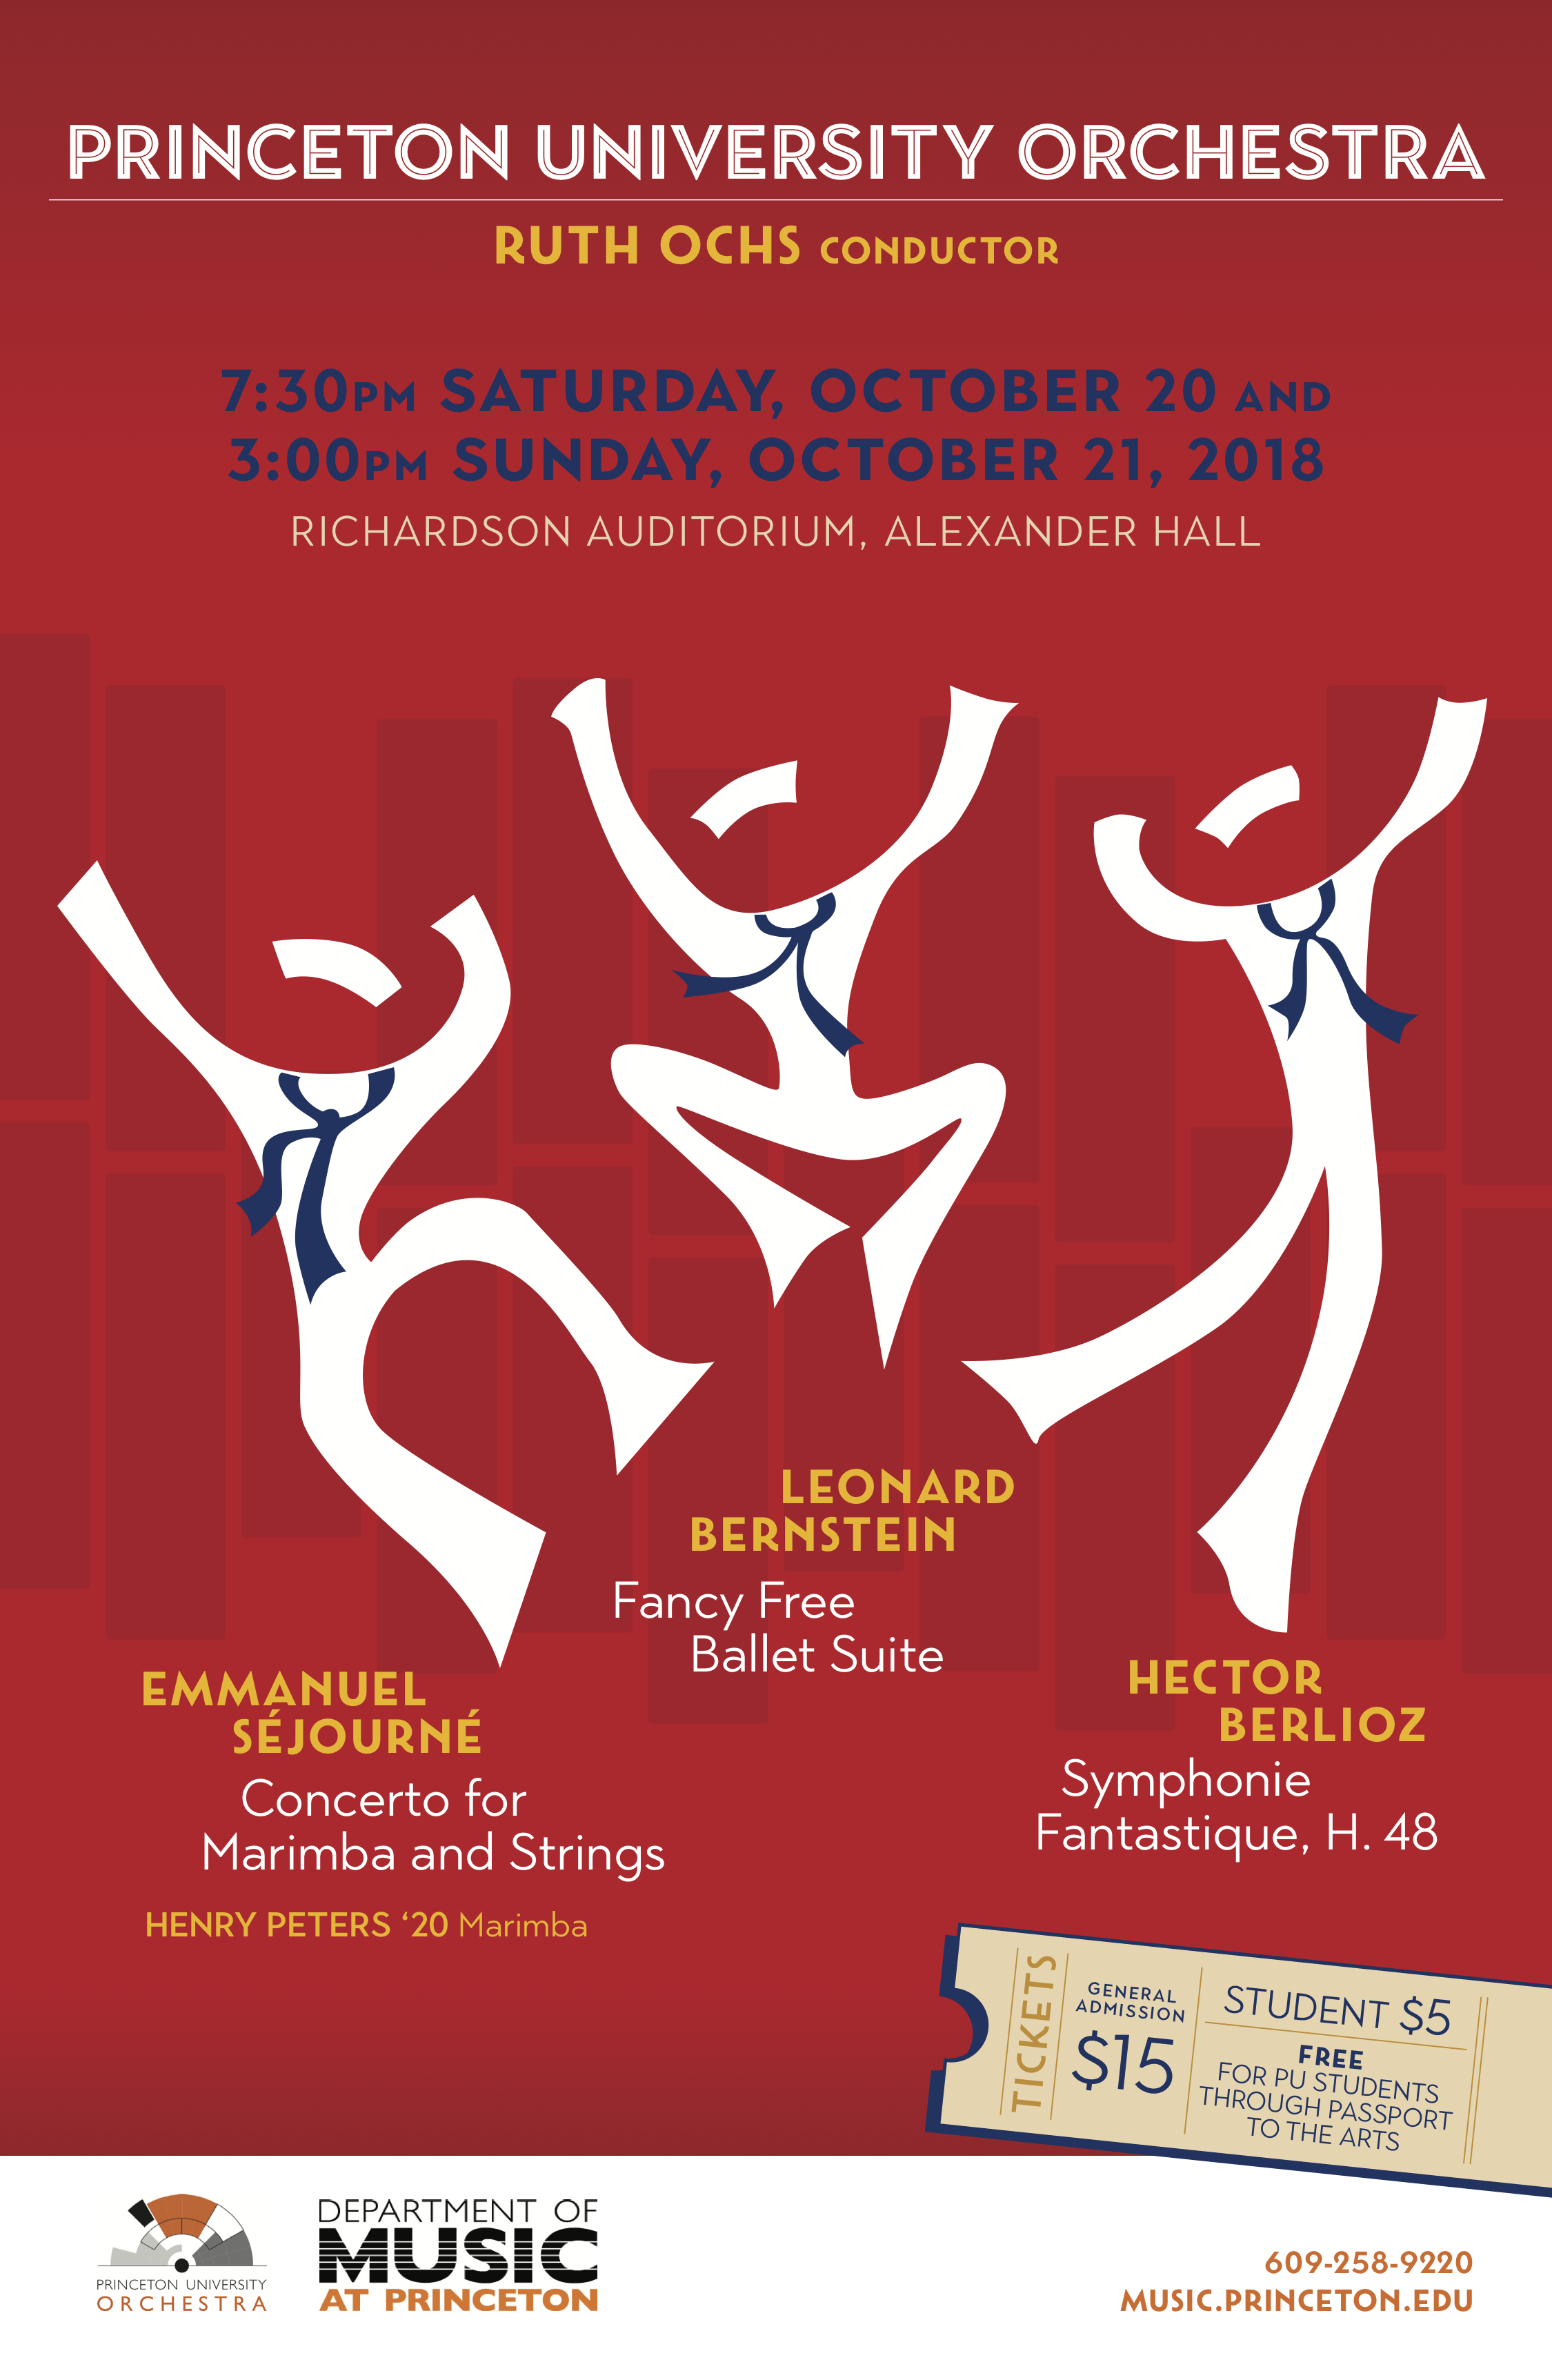 PRINCETON UNIVERSITY ORCHESTRA
RUTH OCHS CONDUCTOR
7:30PM SATURDAY, OCTOBER 20 AND
3:00PM SUNDAY, OCTOBER 21, 2018
RICHARDSON AUDITORIUM, ALEXANDER HALL
LEONARD
BERNSTEIN
Fancy Free
Ballet Suite
EMMANUEL
SÉJOURNÉ
Concerto for
Marimba and Strings
HENRY PETERS ‘20 Marimba
HECTOR
BERLIOZ
Symphonie
Fantastique, H. 48
TICKETS
GENERAL
ADMISSION
$15
STUDENT $5
FREE
FOR PU STUDENTS
THROUGH PASSPORT
TO THE ARTS
PRINCETON UNIVERSITY
ORCHESTRA
DEPARTMENT OF
MUSIC
AT PRINCETON
609-258-9220
MUSIC.PRINCETON.EDU